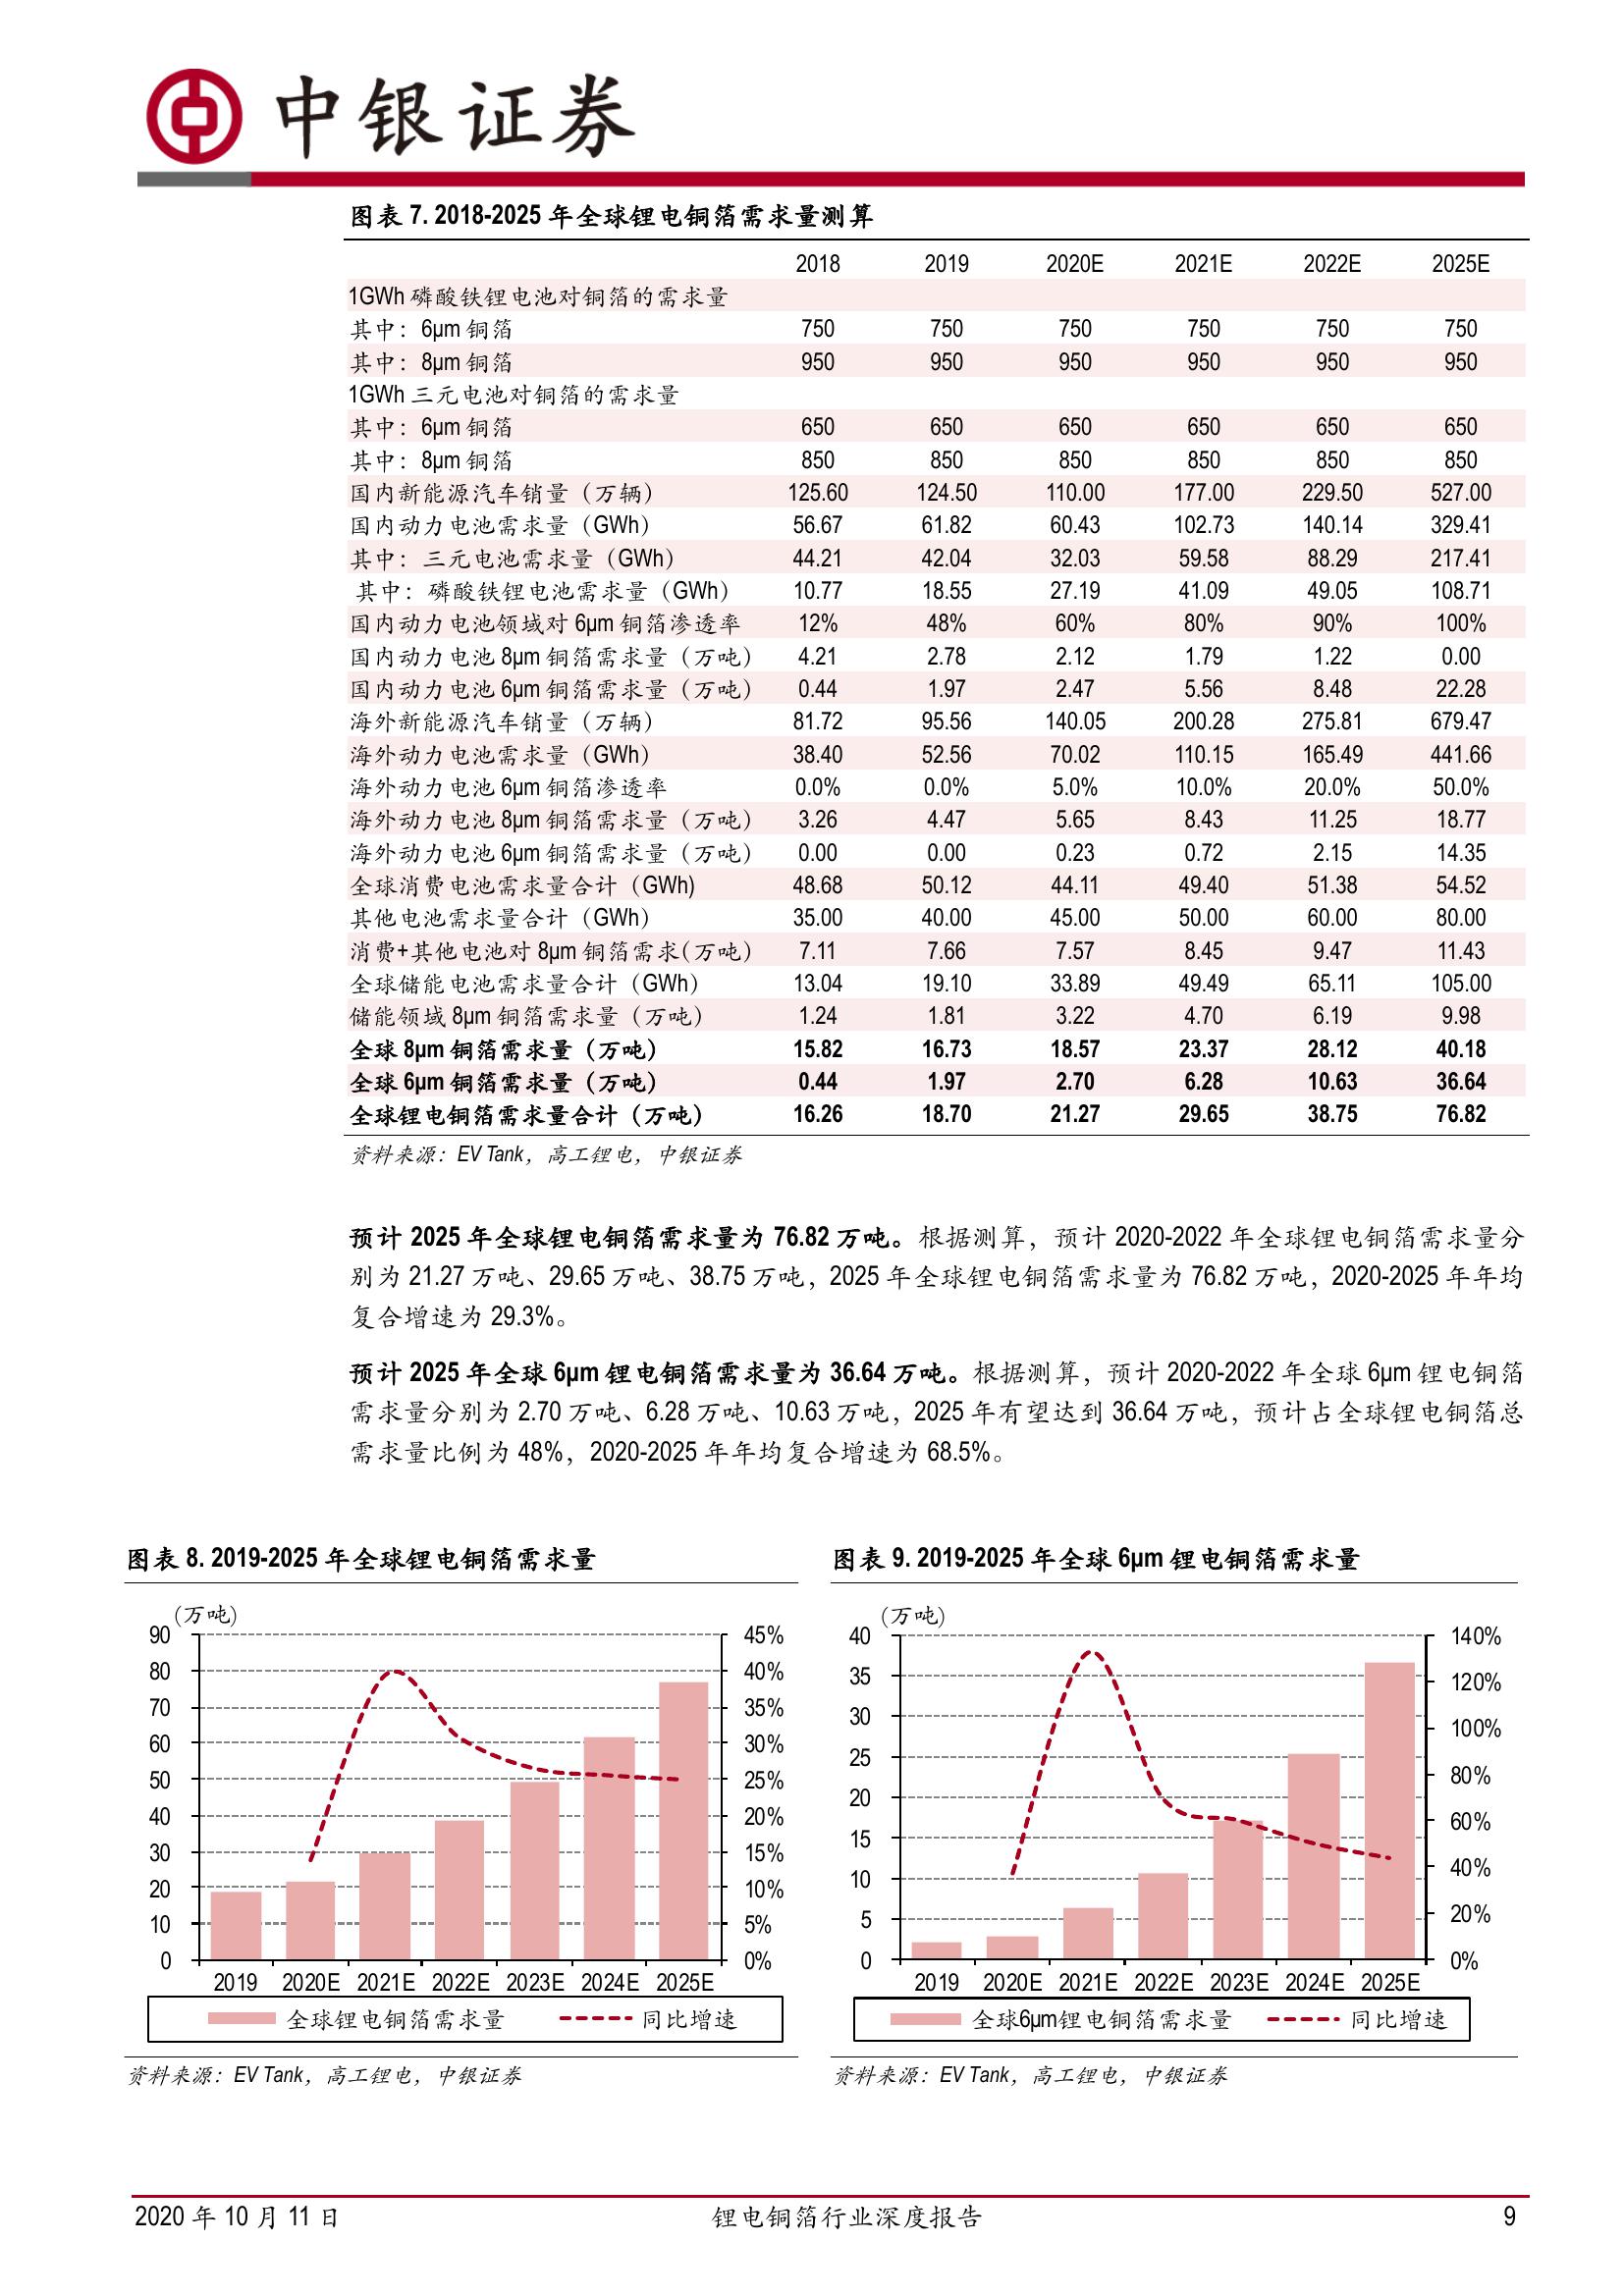 中银证券
图表 7. 2018-2025 年全球锂电铜箔需求量测算
2018 2019 2020E 2021E 2022E 2025E
1GWh 磷酸铁锂电池对铜箔的需求量
其中：6μm 铜箔 750 750 750 750 750 750
其中：8μm 铜箔 950 950 950 950 950 950
1GWh 三元电池对铜箔的需求量
其中：6μm 铜箔 650 650 650 650 650 650
其中：8μm 铜箔 850 850 850 850 850 850
国内新能源汽车销量（万辆） 125.60 124.50 110.00 177.00 229.50 527.00
国内动力电池需求量（GWh） 56.67 61.82 60.43 102.73 140.14 329.41
其中：三元电池需求量（GWh） 44.21 42.04 32.03 59.58 88.29 217.41
其中：磷酸铁锂电池需求量（GWh） 10.77 18.55 27.19 41.09 49.05 108.71
国内动力电池领域对 6μm 铜箔渗透率 12% 48% 60% 80% 90% 100%
国内动力电池 8μm 铜箔需求量（万吨） 4.21 2.78 2.12 1.79 1.22 0.00
国内动力电池 6μm 铜箔需求量（万吨） 0.44 1.97 2.47 5.56 8.48 22.28
海外新能源汽车销量（万辆） 81.72 95.56 140.05 200.28 275.81 679.47
海外动力电池需求量（GWh） 38.40 52.56 70.02 110.15 165.49 441.66
海外动力电池 6μm 铜箔渗透率 0.0% 0.0% 5.0% 10.0% 20.0% 50.0%
海外动力电池 8μm 铜箔需求量（万吨） 3.26 4.47 5.65 8.43 11.25 18.77
海外动力电池 6μm 铜箔需求量（万吨） 0.00 0.00 0.23 0.72 2.15 14.35
全球消费电池需求量合计（GWh) 48.68 50.12 44.11 49.40 51.38 54.52
其他电池需求量合计（GWh） 35.00 40.00 45.00 50.00 60.00 80.00
消费+其他电池对 8μm 铜箔需求(万吨） 7.11 7.66 7.57 8.45 9.47 11.43
全球储能电池需求量合计（GWh） 13.04 19.10 33.89 49.49 65.11 105.00
储能领域 8μm 铜箔需求量（万吨） 1.24 1.81 3.22 4.70 6.19 9.98
全球 8μm 铜箔需求量（万吨） 15.82 16.73 18.57 23.37 28.12 40.18
全球 6μm 铜箔需求量（万吨） 0.44 1.97 2.70 6.28 10.63 36.64
全球锂电铜箔需求量合计（万吨） 16.26 18.70 21.27 29.65 38.75 76.82
资料来源：EV Tank，高工锂电，中银证券
预计 2025 年全球锂电铜箔需求量为 76.82 万吨。根据测算，预计 2020-2022 年全球锂电铜箔需求量分
别为 21.27 万吨、29.65 万吨、38.75 万吨，2025 年全球锂电铜箔需求量为 76.82 万吨，2020-2025 年年均
复合增速为 29.3%。
预计 2025 年全球 6μm 锂电铜箔需求量为 36.64 万吨。根据测算，预计 2020-2022 年全球 6μm 锂电铜箔
需求量分别为 2.70 万吨、6.28 万吨、10.63 万吨，2025 年有望达到 36.64 万吨，预计占全球锂电铜箔总
需求量比例为 48%，2020-2025 年年均复合增速为 68.5%。
图表 8. 2019-2025 年全球锂电铜箔需求量
(万吨)
90 45%
80 40%
70 35%
60 30%
50 25%
40 20%
30 15%
20 10%
10 5%
0 0%
2019 2020E 2021E 2022E 2023E 2024E 2025E
全球锂电铜箔需求量 同比增速
资料来源：EV Tank，高工锂电，中银证券
图表 9. 2019-2025 年全球 6μm 锂电铜箔需求量
(万吨)
40 140%
35 120%
30 100%
25 80%
20 60%
15 40%
10 20%
5 0%
0
2019 2020E 2021E 2022E 2023E 2024E 2025E
全球6μm锂电铜箔需求量 同比增速
资料来源：EV Tank，高工锂电，中银证券
2020 年 10 月 11 日 锂电铜箔行业深度报告 9